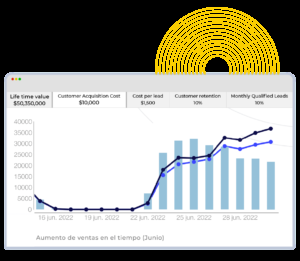 Life time value
$50,350,000
Customer Acquisition Cost
$10,000
Cost per lead
$1,500
Customer retention
10%
Monthly Qualified Leads
10%
40000
35000
30000
25000
20000
15000
10000
5000
0
16 jun. 2022
19 jun. 2022
22 jun. 2022
25 jun. 2022
28 jun. 2022
Aumento de ventas en el tiempo (Junio)